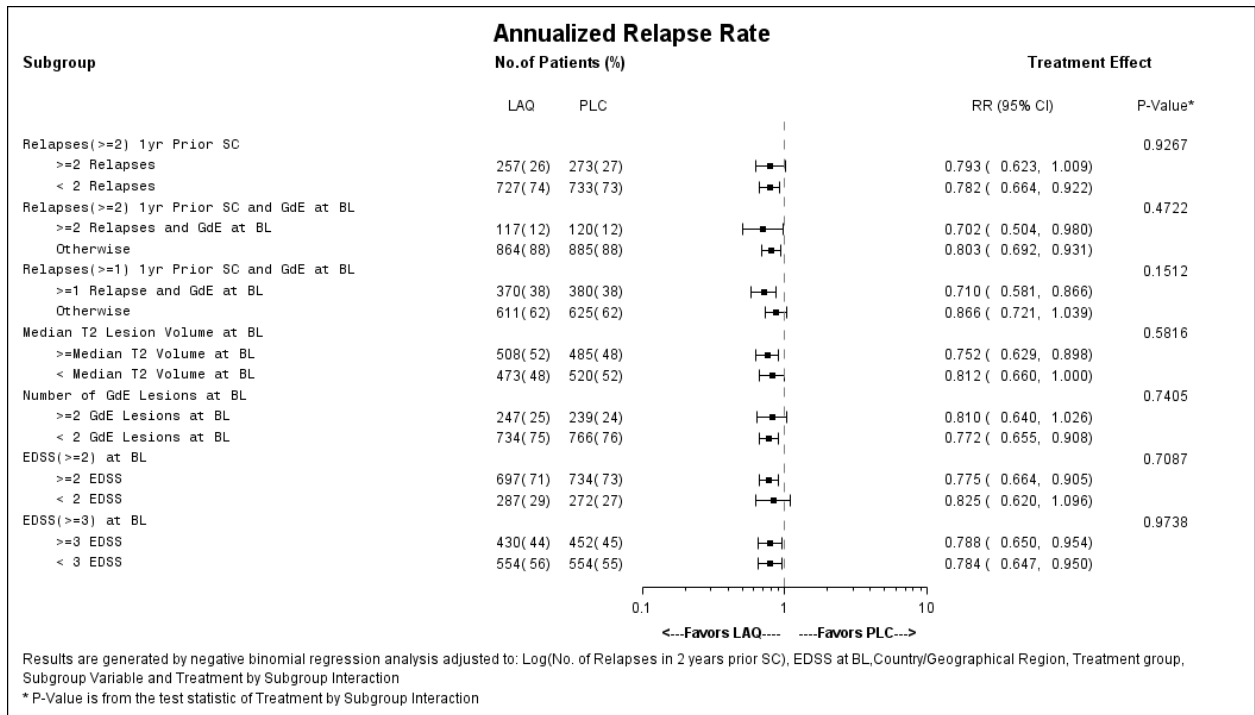 Annualized Relapse Rate
Subgroup No.of Patients (%) Treatment Effect
LAQ PLC RR (95% CI) P-Value*
Relapses(>=2) 1yr Prior SC 0.9267
>=2 Relapses 257( 26) 273( 27) 0.793 ( 0.623, 1.009)
< 2 Relapses 727( 74) 733( 73) 0.782 ( 0.664, 0.922)
Relapses(>=2) 1yr Prior SC and GdE at BL 0.4722
>=2 Relapses and GdE at BL 117( 12) 120( 12) 0.702 ( 0.504, 0.980)
Otherwise 864( 88) 885( 88) 0.803 ( 0.692, 0.931)
Relapses(>=1) 1yr Prior SC and GdE at BL 0.1512
>=1 Relapse and GdE at BL 370( 38) 380( 38) 0.710 ( 0.581, 0.866)
Otherwise 611( 62) 625( 62) 0.866 ( 0.721, 1.039)
Median T2 Lesion Volume at BL 0.5816
>=Median T2 Volume at BL 508( 52) 485( 48) 0.752 ( 0.629, 0.898)
< Median T2 Volume at BL 473( 48) 520( 52) 0.812 ( 0.660, 1.000)
Number of GdE Lesions at BL 0.7405
>=2 GdE Lesions at BL 247( 25) 239( 24) 0.810 ( 0.640, 1.026)
< 2 GdE Lesions at BL 734( 75) 766( 76) 0.772 ( 0.655, 0.908)
EDSS(>=2) at BL 0.7087
>=2 EDSS 697( 71) 734( 73) 0.775 ( 0.664, 0.905)
< 2 EDSS 287( 29) 272( 27) 0.825 ( 0.620, 1.096)
EDSS(>=3) at BL 0.9738
>=3 EDSS 430( 44) 452( 45) 0.788 ( 0.650, 0.954)
< 3 EDSS 554( 56) 554( 55) 0.784 ( 0.647, 0.950)
0.1 1 10
<---Favors LAQ---- ----Favors PLC--->
Results are generated by negative binomial regression analysis adjusted to: Log(No. of Relapses in 2 years prior SC), EDSS at BL,Country/Geographical Region, Treatment group,
Subgroup Variable and Treatment by Subgroup Interaction
* P-Value is from the test statistic of Treatment by Subgroup Interaction